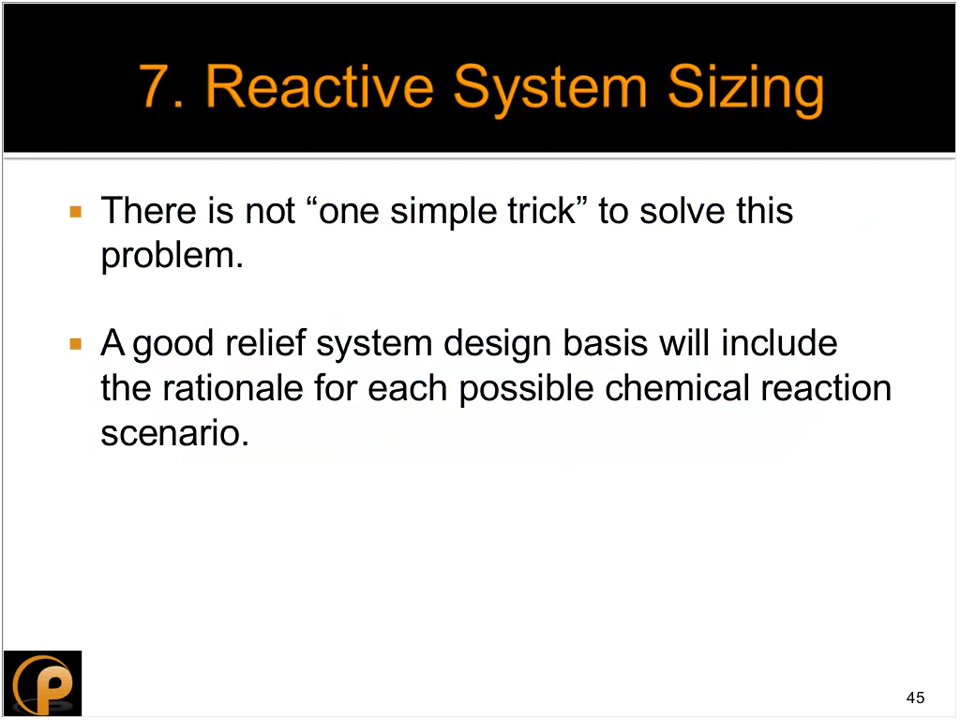 7. Reactive System Sizing
There is not “one simple trick” to solve this
problem.
A good relief system design basis will include
the rationale for each possible chemical reaction
scenario.
P
45